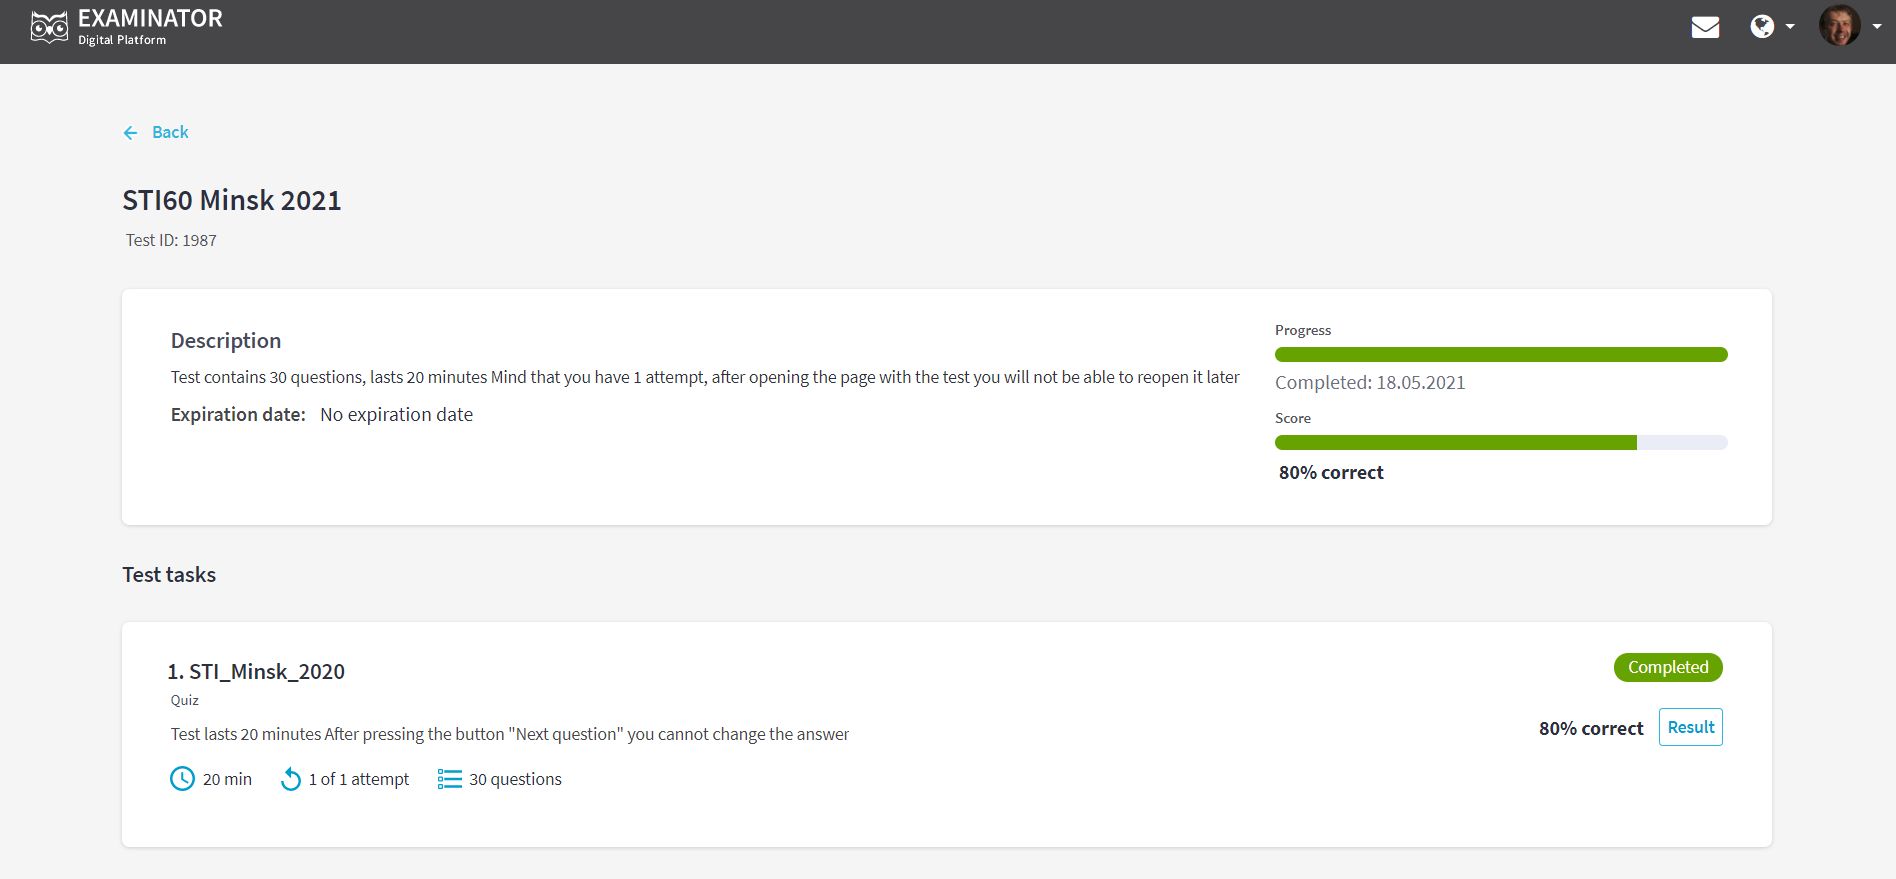 EXAMINATOR
Digital Platform
Back
STI60 Minsk 2021
Test ID: 1987
Description
Test contains 30 questions, lasts 20 minutes Mind that you have 1 attempt, after opening the page with the test you will not be able to reopen it later
Expiration date: No expiration date
Progress
Completed: 18.05.2021
Score
80% correct
Test tasks
1. STI_Minsk_2020
Quiz
Test lasts 20 minutes After pressing the button "Next question" you cannot change the answer
20 min 1 of 1 attempt 30 questions
Completed
80% correct Result